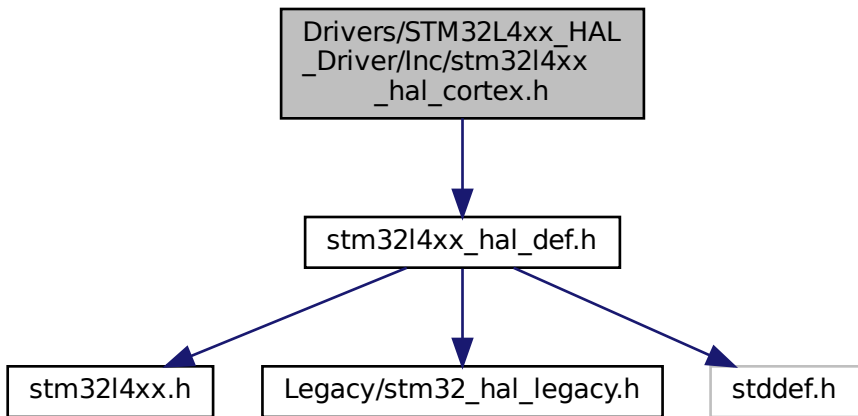 Drivers/STM32L4xx_HAL
_Driver/Inc/stm32l4xx
_hal_cortex.h
stm32l4xx_hal_def.h
stm32l4xx.h
Legacy/stm32_hal_legacy.h
stddef.h